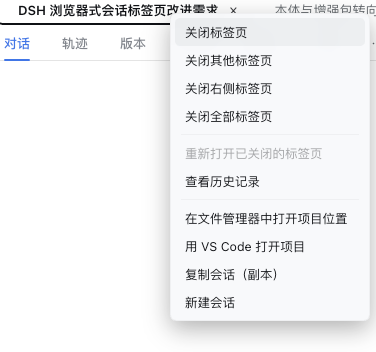 DSH 浏览器式会话标签页改进需求 × 本体与增强包转向
对话 轨迹 版本
关闭标签页
关闭其他标签页
关闭右侧标签页
关闭全部标签页
重新打开已关闭的标签页
查看历史记录
在文件管理器中打开项目位置
用 VS Code 打开项目
复制会话（副本）
新建会话